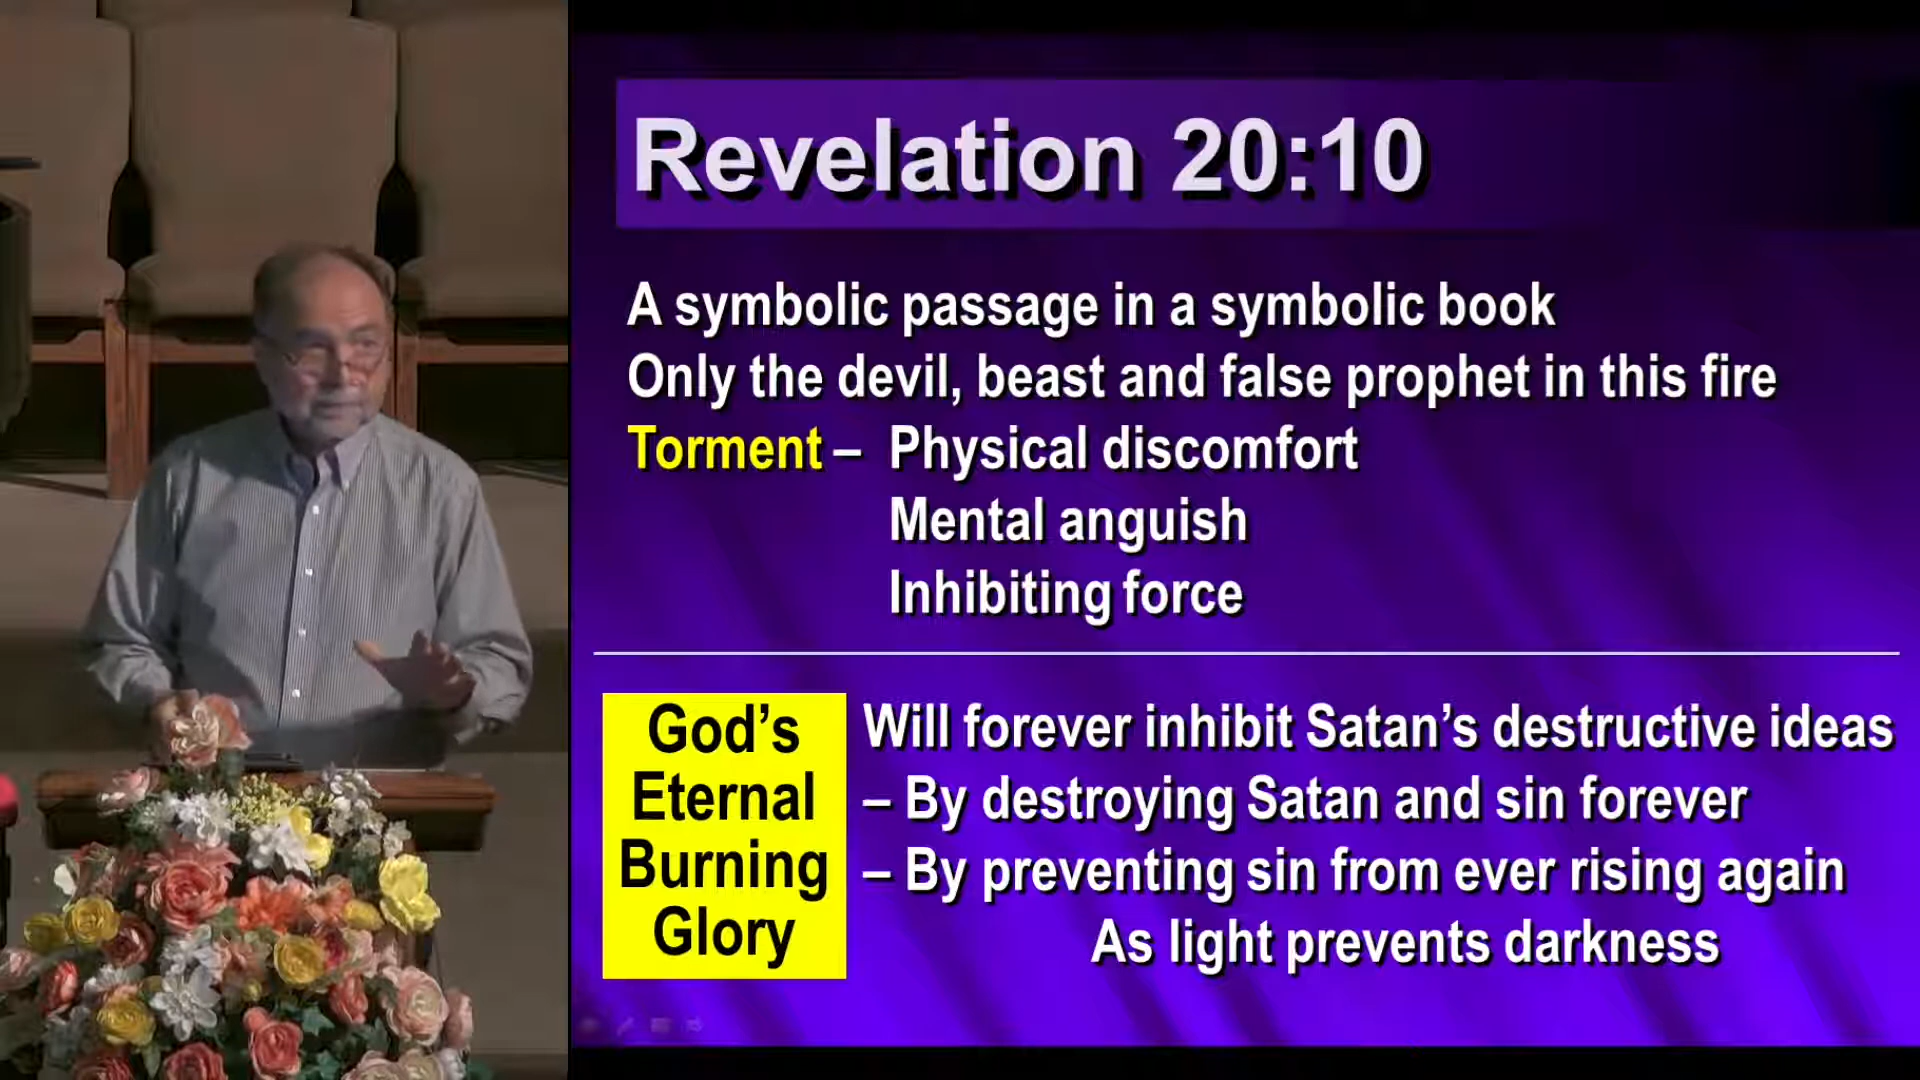 Revelation 20:10
A symbolic passage in a symbolic book
Only the devil, beast and false prophet in this fire
Torment – Physical discomfort
Mental anguish
Inhibiting force
God’s
Eternal
Burning
Glory
Will forever inhibit Satan’s destructive ideas
– By destroying Satan and sin forever
– By preventing sin from ever rising again
As light prevents darkness